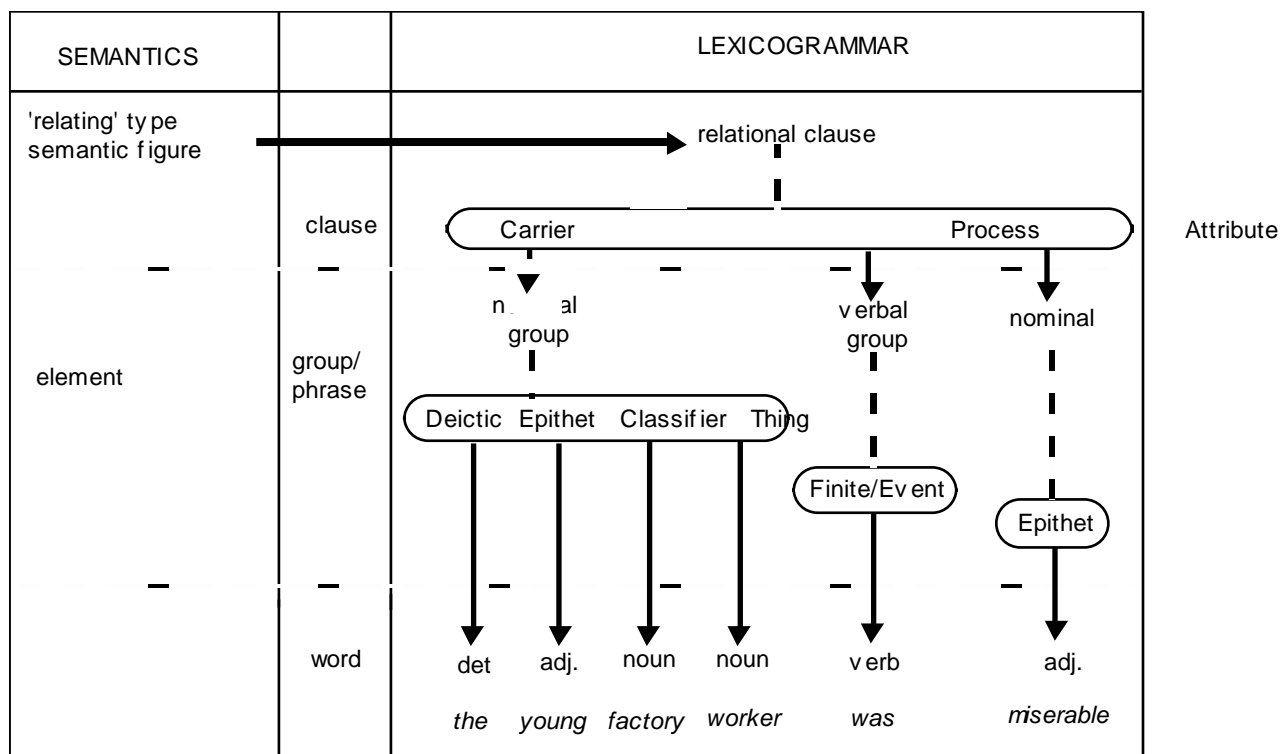 SEMANTICS LEXICOGRAMMAR
'relating' type
semantic figure
relational clause
clause Carrier Process Attribute
n al
group
verbal
group
nominal
element
group/
phrase
Deictic Epithet Classifier Thing
Finite/Event
Epithet
word det adj. noun noun verb adj.
the young factory worker was miserable